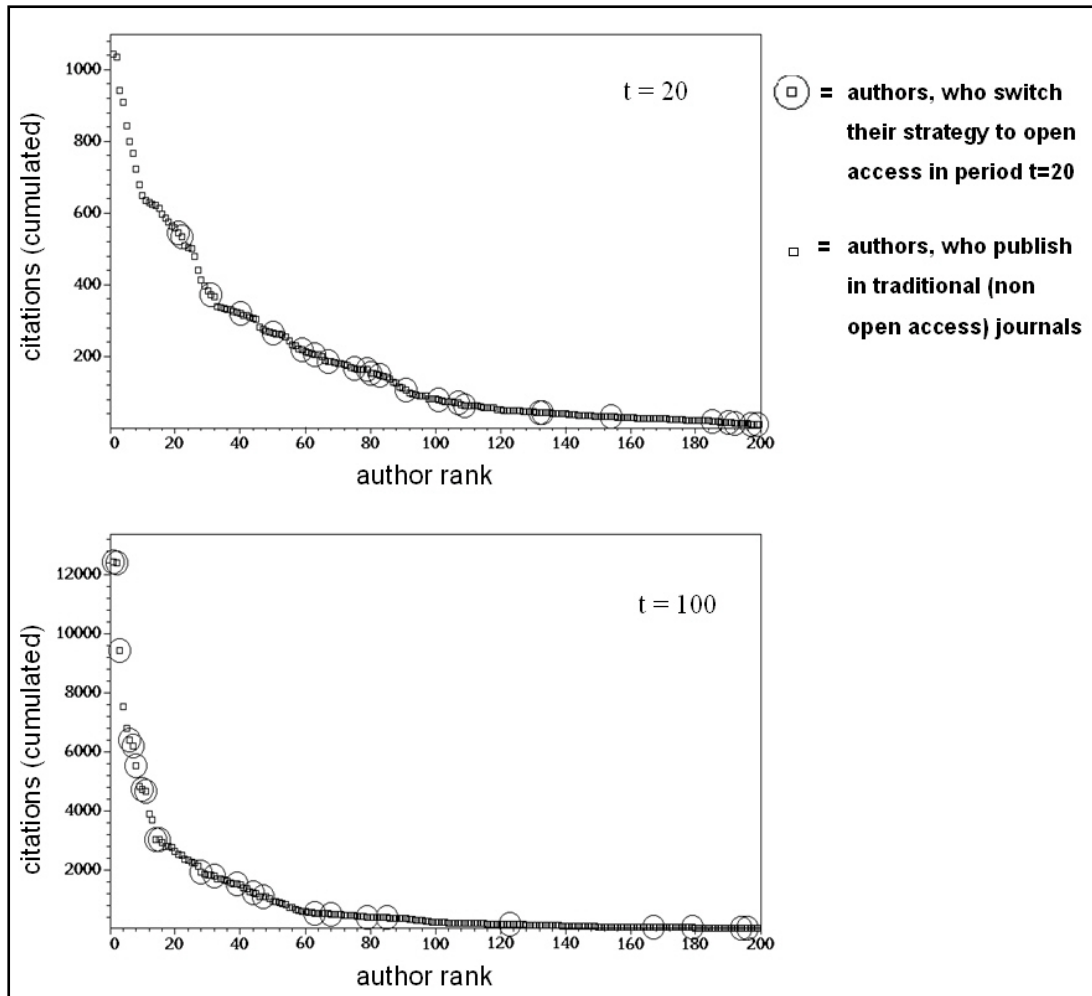 1000
800
600
400
200
citations (cumulated)
t = 20
0 20 40 60 80 100 120 140 160 180 200
author rank
= authors, who switch
their strategy to open
access in period t=20
= authors, who publish
in traditional (non
open access) journals
12000
10000
8000
6000
4000
2000
citations (cumulated)
t = 100
0 20 40 60 80 100 120 140 160 180 200
author rank